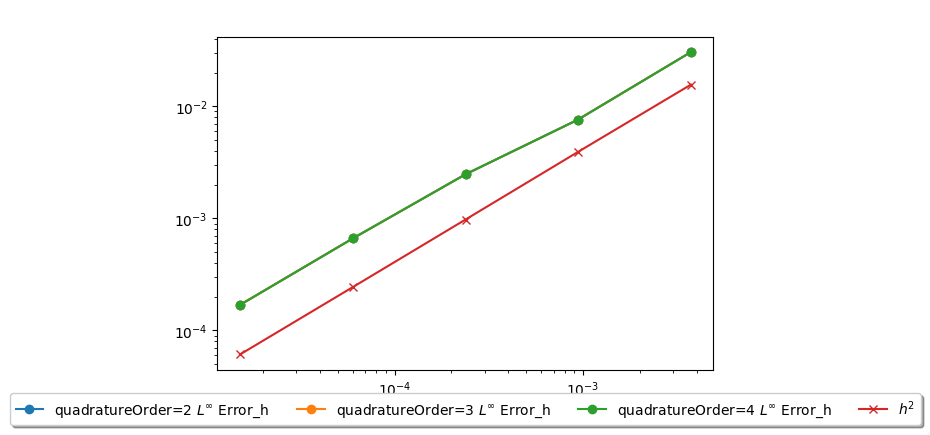 10⁻²
10⁻³
10⁻⁴
10⁻⁴ 10⁻³
quadratureOrder=2 L^∞ Error_h quadratureOrder=3 L^∞ Error_h quadratureOrder=4 L^∞ Error_h h²